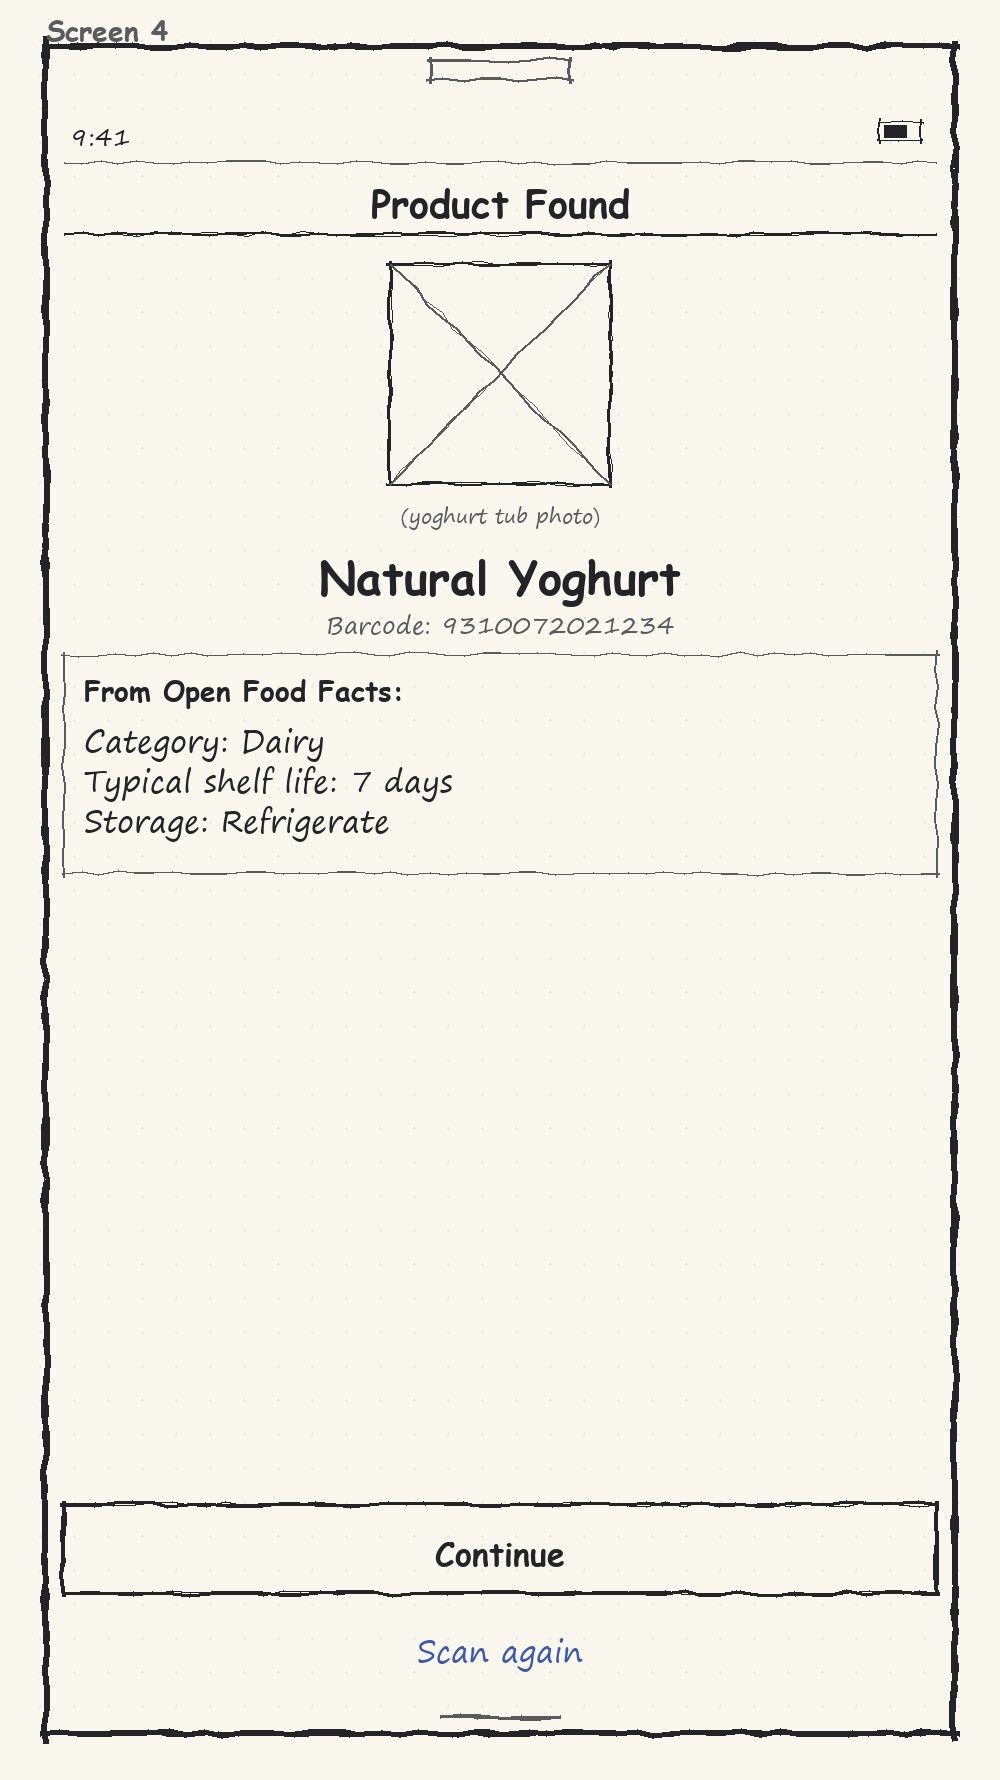 Screen 4
9:41
Product Found
(yoghurt tub photo)
Natural Yoghurt
Barcode: 9310072021234
From Open Food Facts:
Category: Dairy
Typical shelf life: 7 days
Storage: Refrigerate
Continue
Scan again